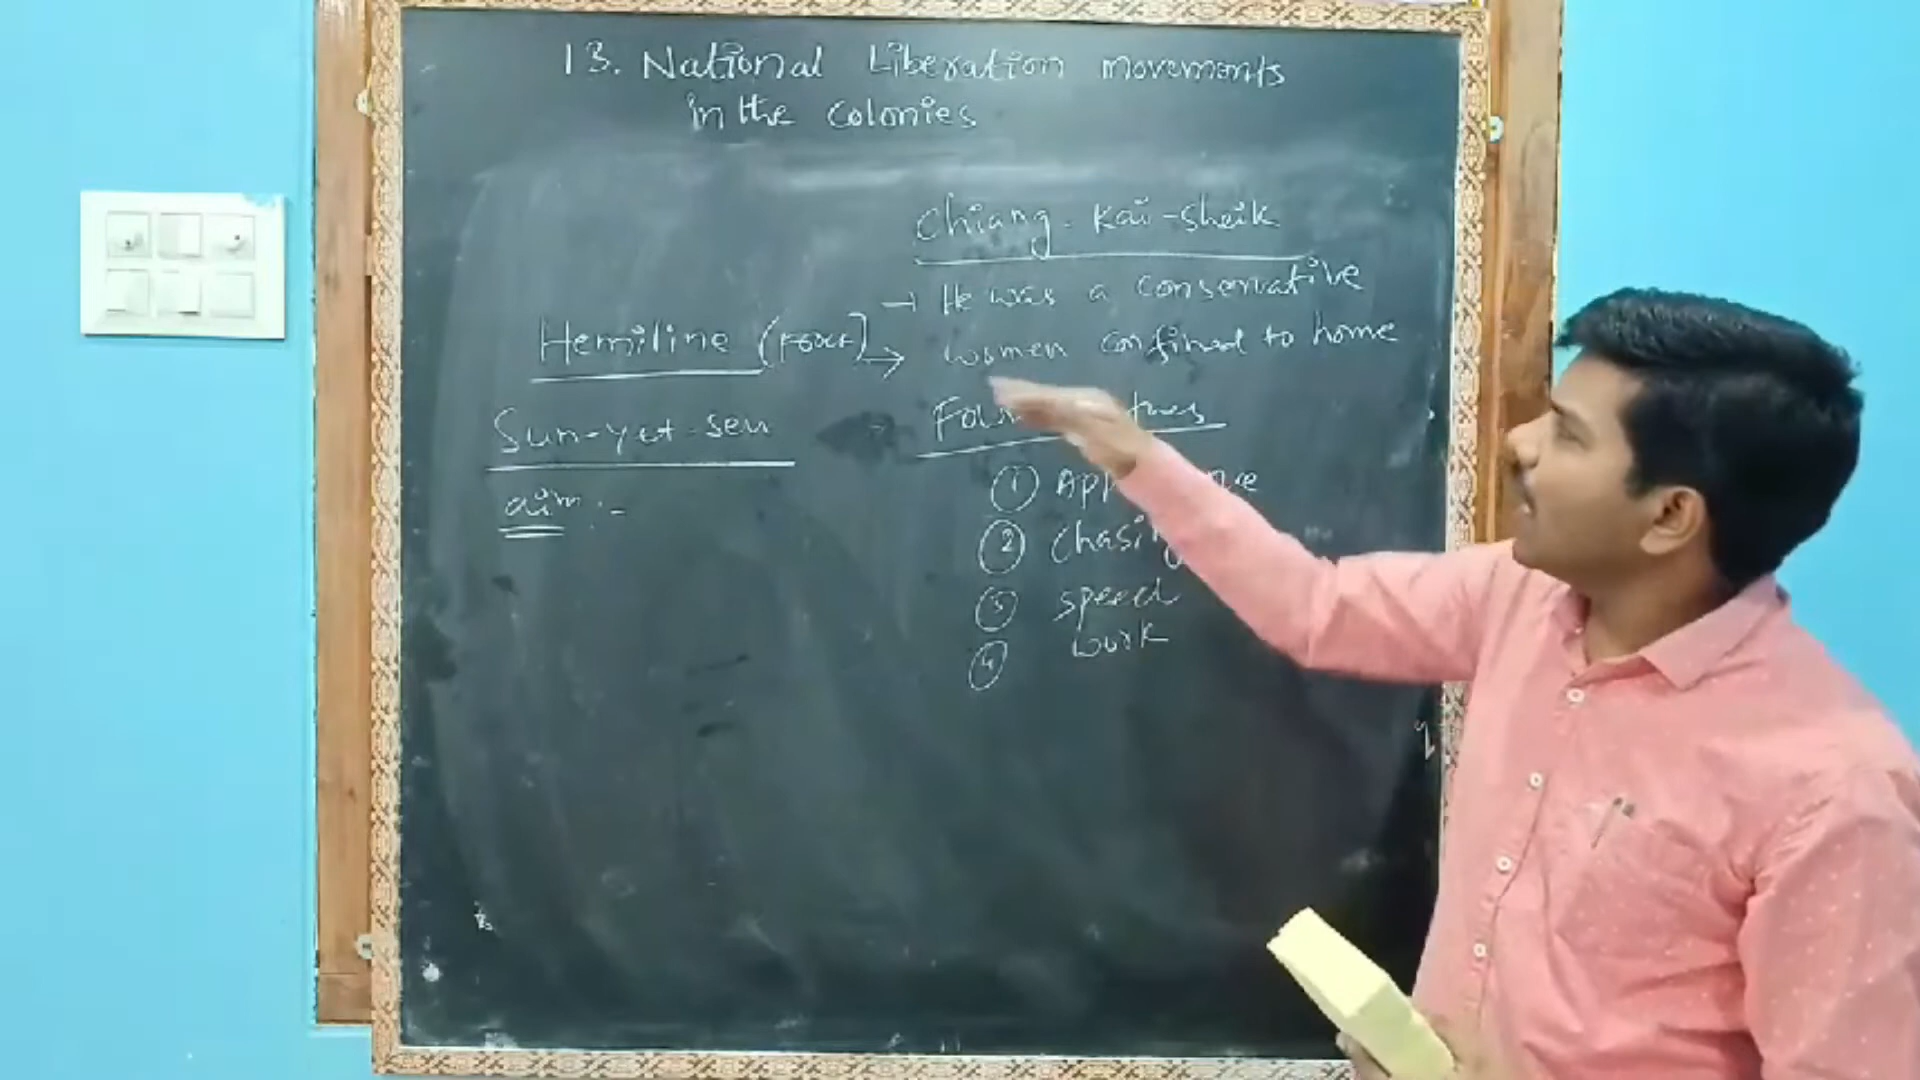 13. National Liberation movements
in the colonies
Chiang-Kai-Sheik
→ He was a conservative
Hemiline
→ women confined to home
Sun-yet-sen
aim:-
①
② Chasi
③ speed
④ work